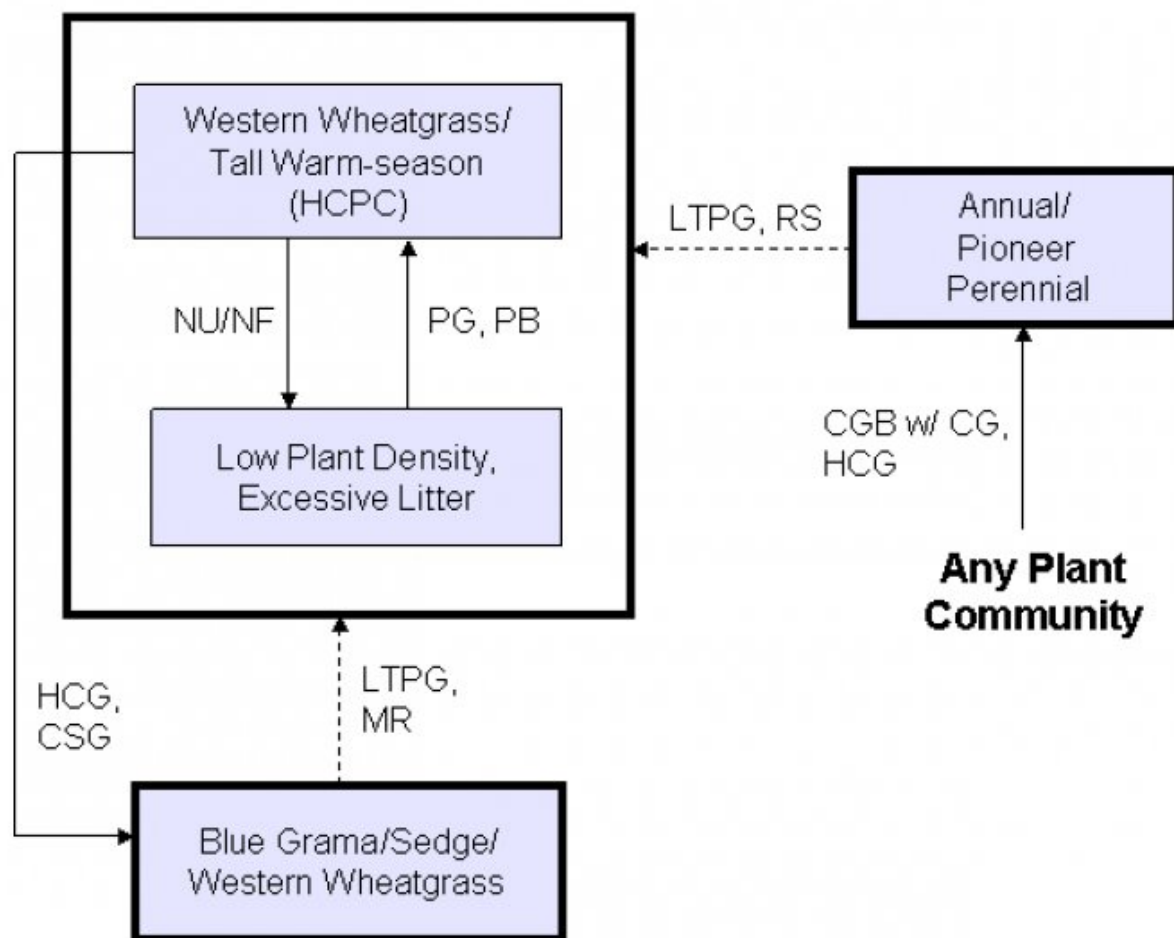 Western Wheatgrass/
Tall Warm-season
(HCPC)
NU/NF
PG, PB
Low Plant Density,
Excessive Litter
LTPG, RS
Annual/
Pioneer
Perennial
CGB w/ CG,
HCG
Any Plant
Community
HCG,
CSG
LTPG,
MR
Blue Grama/Sedge/
Western Wheatgrass